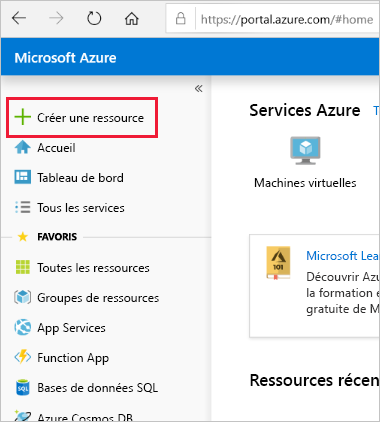 https://portal.azure.com/#home
Microsoft Azure
«
Créer une ressource
Accueil
Tableau de bord
Tous les services
FAVORIS
Toutes les ressources
Groupes de ressources
App Services
Function App
Bases de données SQL
SQL
Azure Cosmos DB
Services Azure
Machines virtuelles
101
Microsoft Lea
Découvrir Azu
la formation e
gratuite de M
Ressources récen